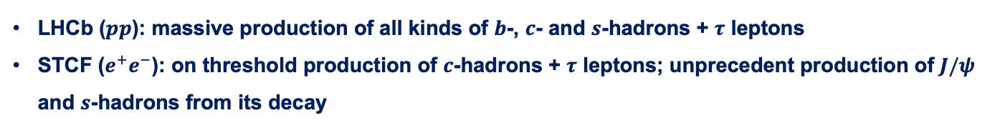 • LHCb (pp): massive production of all kinds of b-, c- and s-hadrons + τ leptons
• STCF (e⁺e⁻): on threshold production of c-hadrons + τ leptons; unprecedent production of J/ψ
and s-hadrons from its decay